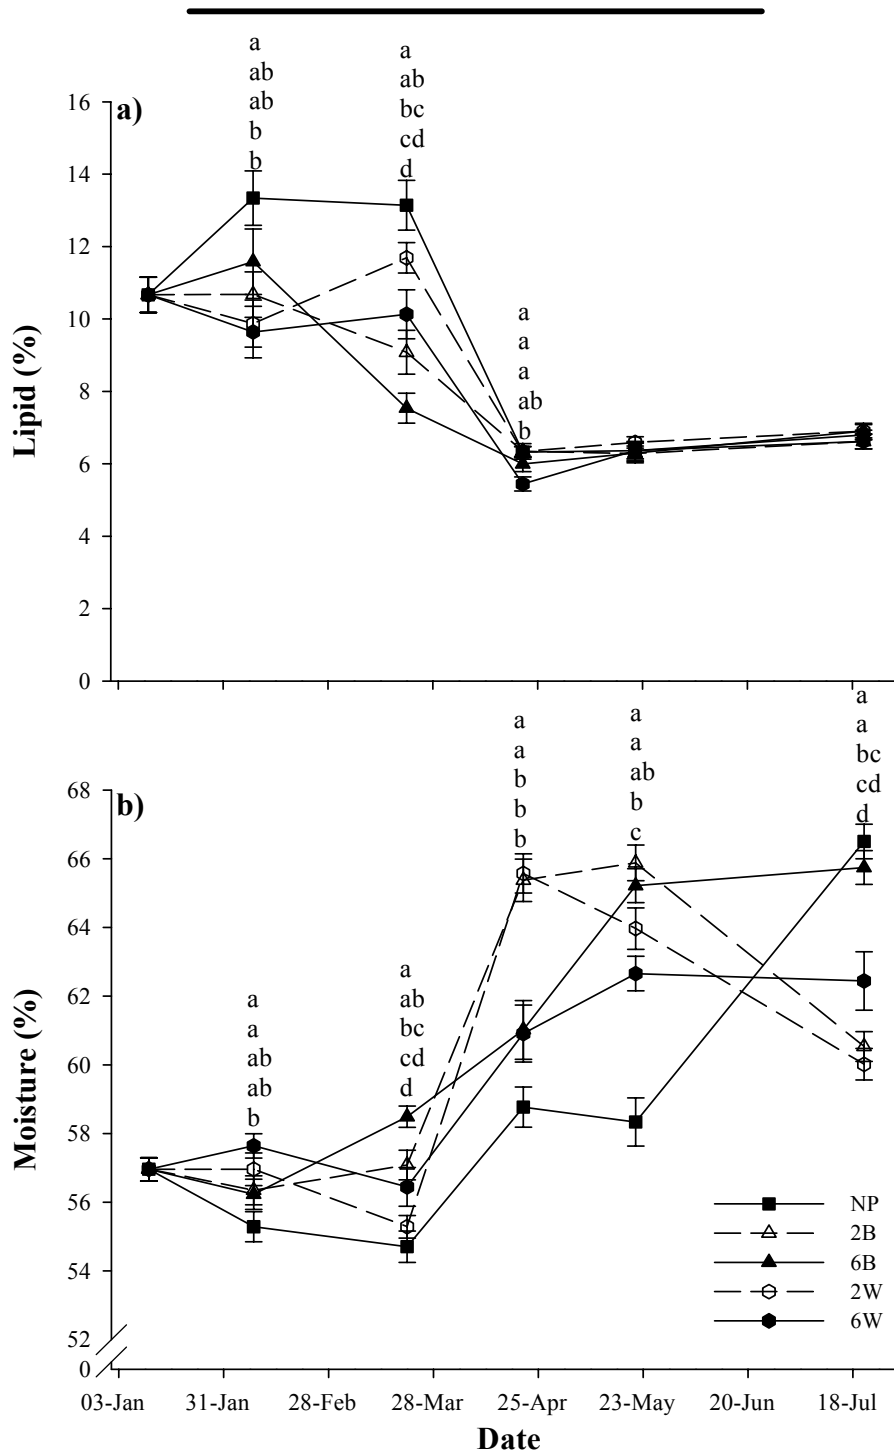 a
ab
ab
b
b
a
ab
bc
cd
d
a)
16
14
12
10
8
6
4
2
0
Lipid (%)
a
a
a
ab
b
a
a
b
b
b
a
a
ab
b
c
a
a
bc
cd
d
b)
68
66
64
62
60
58
56
54
52
0
Moisture (%)
a
a
ab
ab
b
a
ab
bc
cd
d
NP
2B
6B
2W
6W
03-Jan 31-Jan 28-Feb 28-Mar 25-Apr 23-May 20-Jun 18-Jul
Date